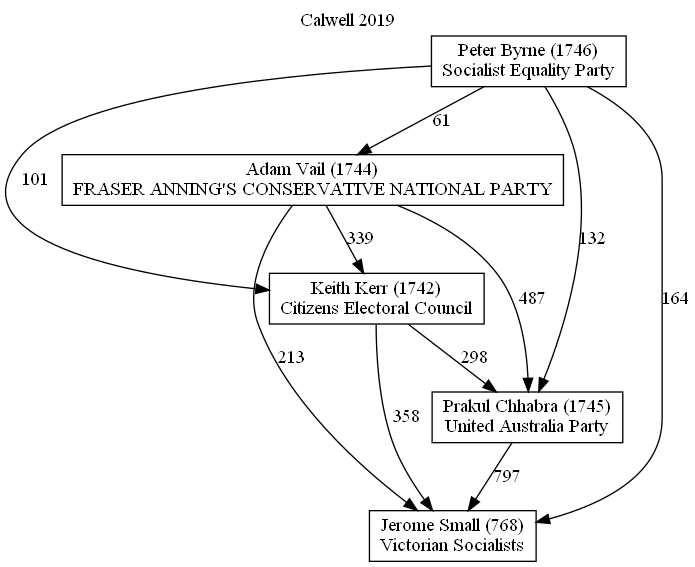 Calwell 2019
Peter Byrne (1746)
Socialist Equality Party
61
Adam Vail (1744)
FRASER ANNING'S CONSERVATIVE NATIONAL PARTY
101
339
132
Keith Kerr (1742)
Citizens Electoral Council
487
164
213
298
Prakul Chhabra (1745)
United Australia Party
358
797
Jerome Small (768)
Victorian Socialists